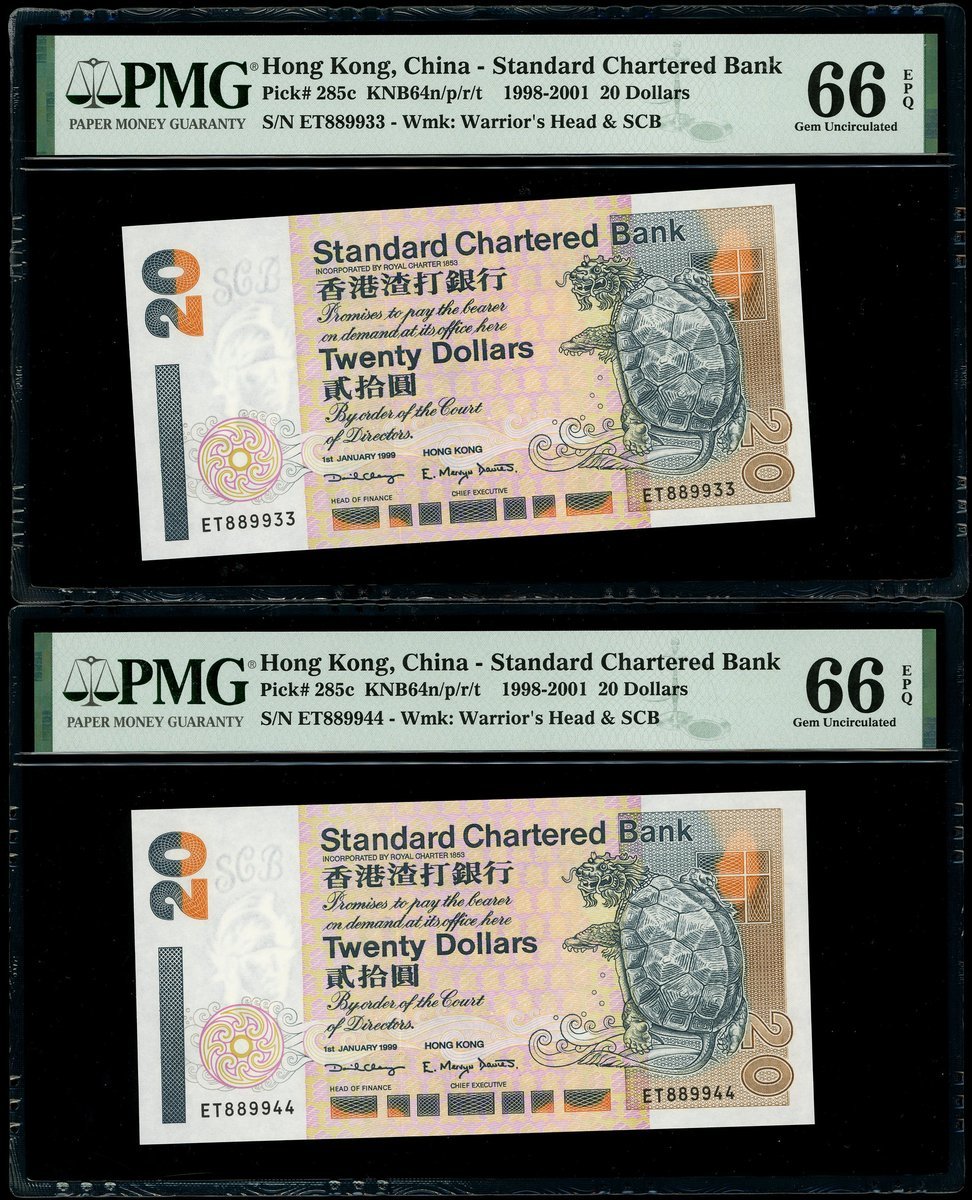 PMG® Hong Kong, China - Standard Chartered Bank
PAPER MONEY GUARANTY
Pick# 285c KNB64n/p/r/t 1998-2001 20 Dollars
S/N ET889933 - Wmk: Warrior's Head & SCB
66 EPQ
Gem Uncirculated
20
SCB
Standard Chartered Bank
INCORPORATED BY ROYAL CHARTER 1853
香港渣打銀行
Promises to pay the bearer
on demand at its office here
Twenty Dollars
貳拾圓
By order of the Court
of Directors.
1st JANUARY 1999 HONG KONG
E. Mervyn Davies.
HEAD OF FINANCE CHIEF EXECUTIVE
20
ET889933
ET889933
PMG® Hong Kong, China - Standard Chartered Bank
PAPER MONEY GUARANTY
Pick# 285c KNB64n/p/r/t 1998-2001 20 Dollars
S/N ET889944 - Wmk: Warrior's Head & SCB
66 EPQ
Gem Uncirculated
20
SCB
Standard Chartered Bank
INCORPORATED BY ROYAL CHARTER 1853
香港渣打銀行
Promises to pay the bearer
on demand at its office here
Twenty Dollars
貳拾圓
By order of the Court
of Directors.
1st JANUARY 1999 HONG KONG
E. Mervyn Davies.
HEAD OF FINANCE CHIEF EXECUTIVE
20
ET889944
ET889944